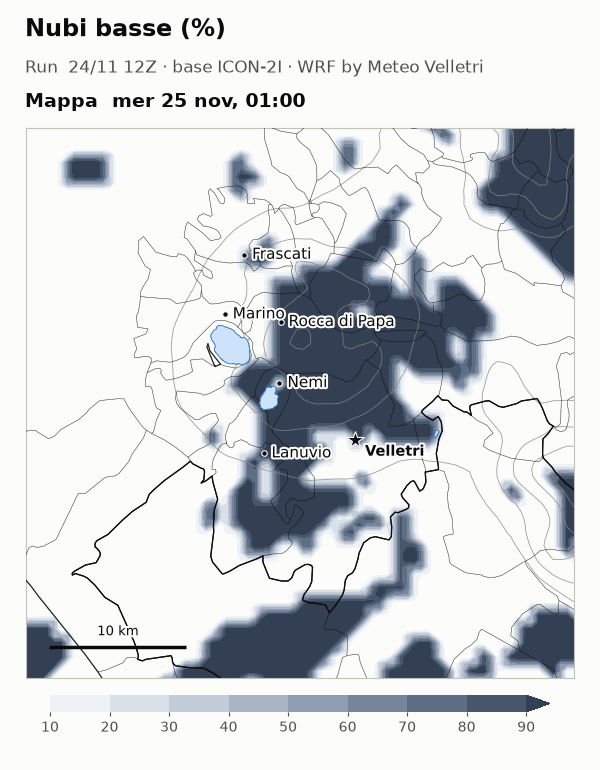 Nubi basse (%)
Run  24/11 12Z · base ICON-2I · WRF by Meteo Velletri
Mappa  mer 25 nov, 01:00
Frascati
Marino
Rocca di Papa
Nemi
Velletri
Lanuvio
10 km
10 20 30 40 50 60 70 80 90